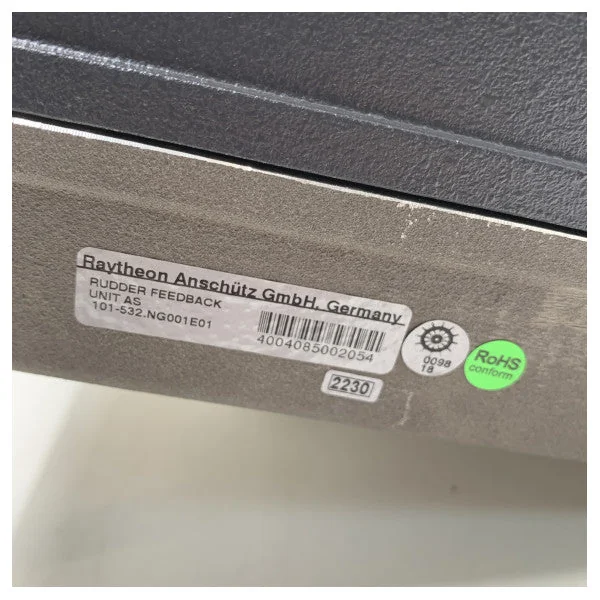 Raytheon Anschütz GmbH, Germany
RUDDER FEEDBACK
UNIT AS
101-532.NG001E01
4004085002054
0098
18
RoHS
conform
2230